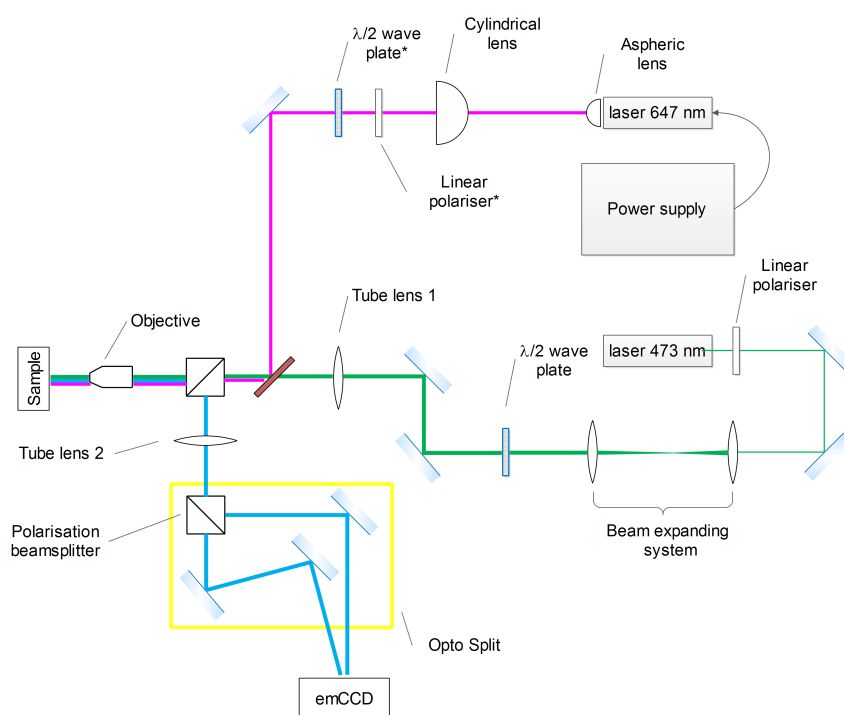 λ/2 wave
plate*
Cylindrical
lens
Aspheric
lens
laser 647 nm
Linear
polariser*
Power supply
Linear
polariser
Tube lens 1
Objective
λ/2 wave
plate
laser 473 nm
Sample
Tube lens 2
Polarisation
beamsplitter
Beam expanding
system
Opto Split
emCCD